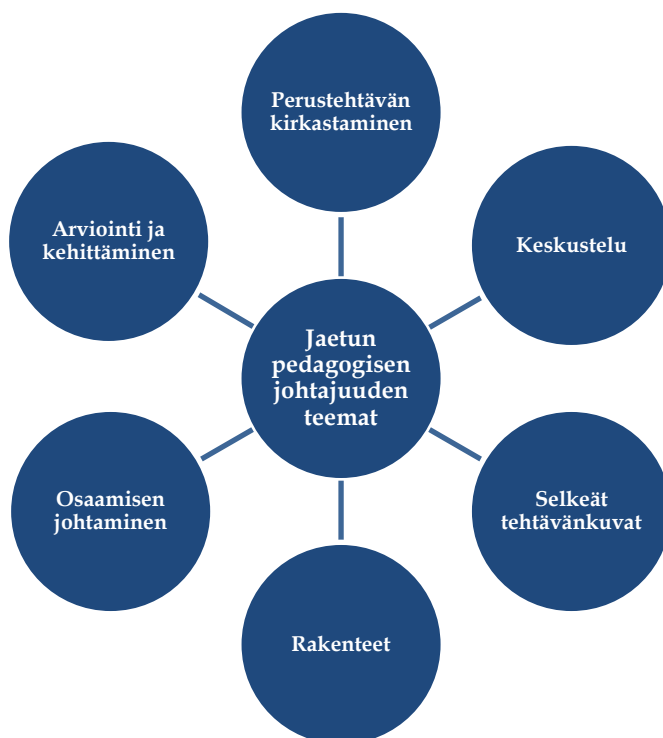 Perustehtävän
kirkastaminen
Arviointi ja
kehittäminen
Keskustelu
Jaetun
pedagogisen
johtajuuden
teemat
Osaamisen
johtaminen
Selkeät
tehtävänkuvat
Rakenteet